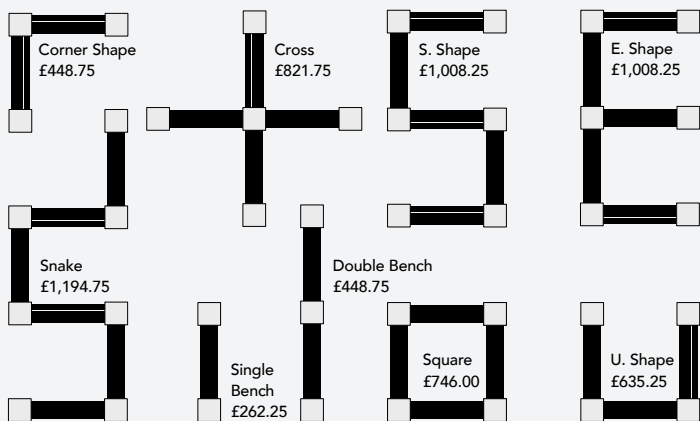 Corner Shape
£448.75
Cross
£821.75
S. Shape
£1,008.25
E. Shape
£1,008.25
Snake
£1,194.75
Double Bench
£448.75
Single
Bench
£262.25
Square
£746.00
U. Shape
£635.25